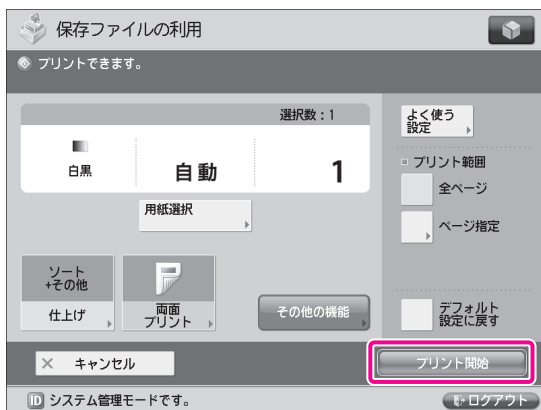 保存ファイルの利用
プリントできます。
選択数：1
よく使う
設定
白黒
自動
1
プリント範囲
全ページ
用紙選択
ページ指定
ソート
+その他
仕上げ
両面
プリント
その他の機能
デフォルト
設定に戻す
× キャンセル
プリント開始
ID システム管理モードです。
ログアウト